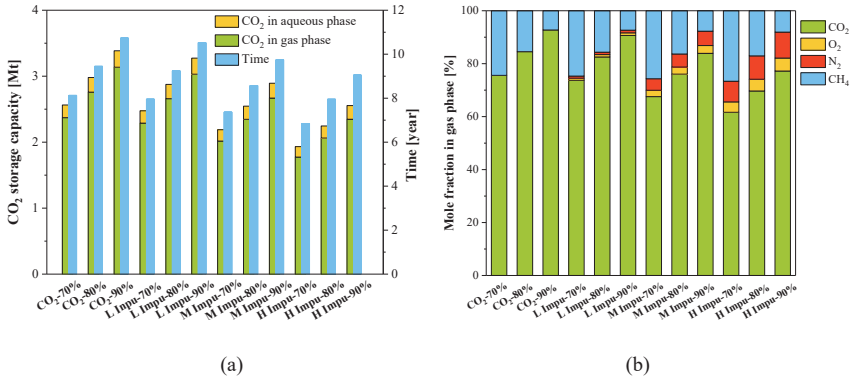 CO₂ storage capacity [Mt]
4
3
2
1
0
CO₂ in aqueous phase
CO₂ in gas phase
Time
12
10
8
6
4
2
0
Time [year]
CO₂-70%
CO₂-80%
CO₂-90%
L Impu-70%
L Impu-80%
L Impu-90%
M Impu-70%
M Impu-80%
M Impu-90%
H Impu-70%
H Impu-80%
H Impu-90%
(a)
Mole fraction in gas phase [%]
100
80
60
40
20
0
CO₂
O₂
N₂
CH₄
CO₂-70%
CO₂-80%
CO₂-90%
L Impu-70%
L Impu-80%
L Impu-90%
M Impu-70%
M Impu-80%
M Impu-90%
H Impu-70%
H Impu-80%
H Impu-90%
(b)